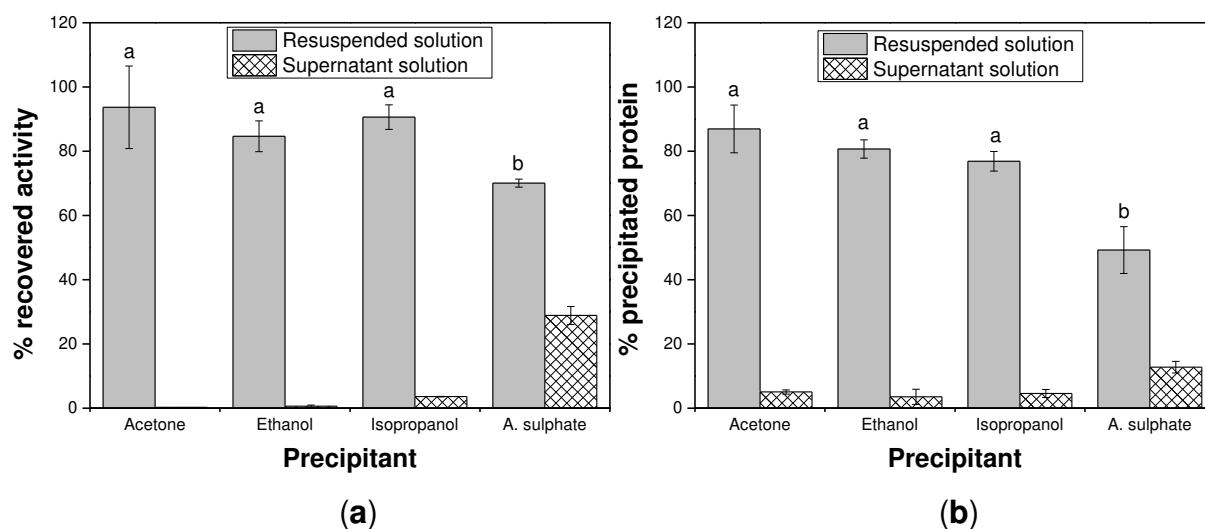 120
100
80
60
40
20
0
% recovered activity
Resuspended solution
Supernatant solution
a
a
a
b
Acetone
Ethanol
Isopropanol
A. sulphate
Precipitant
(a)
120
100
80
60
40
20
0
% precipitated protein
Resuspended solution
Supernatant solution
a
a
a
b
Acetone
Ethanol
Isopropanol
A. sulphate
Precipitant
(b)